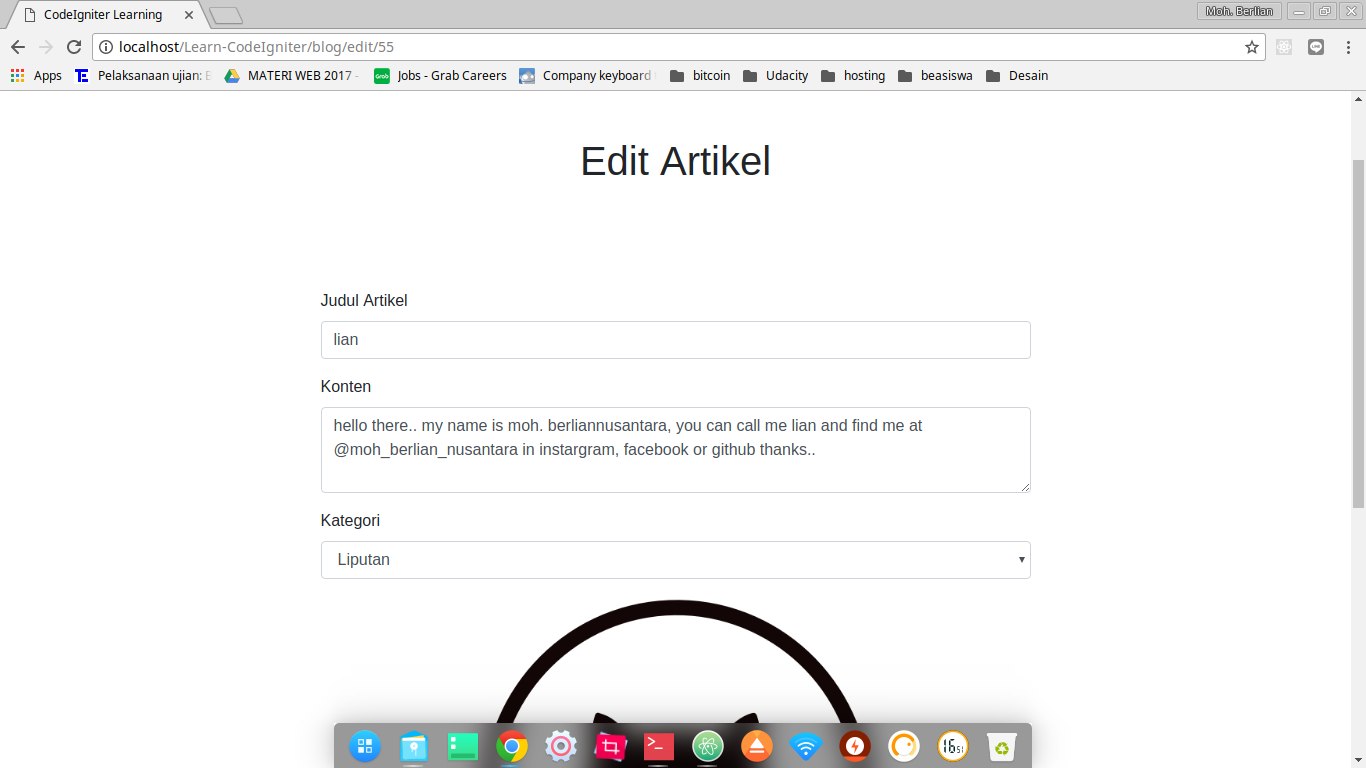 CodeIgniter Learning
Moh. Berlian
localhost/Learn-CodeIgniter/blog/edit/55
Apps Pelaksanaan ujian: MATERI WEB 2017 - Jobs - Grab Careers Company keyboard bitcoin Udacity hosting beasiswa Desain
Edit Artikel
Judul Artikel
lian
Konten
hello there.. my name is moh. berliannusantara, you can call me lian and find me at
@moh_berlian_nusantara in instargram, facebook or github thanks..
Kategori
Liputan
16 51